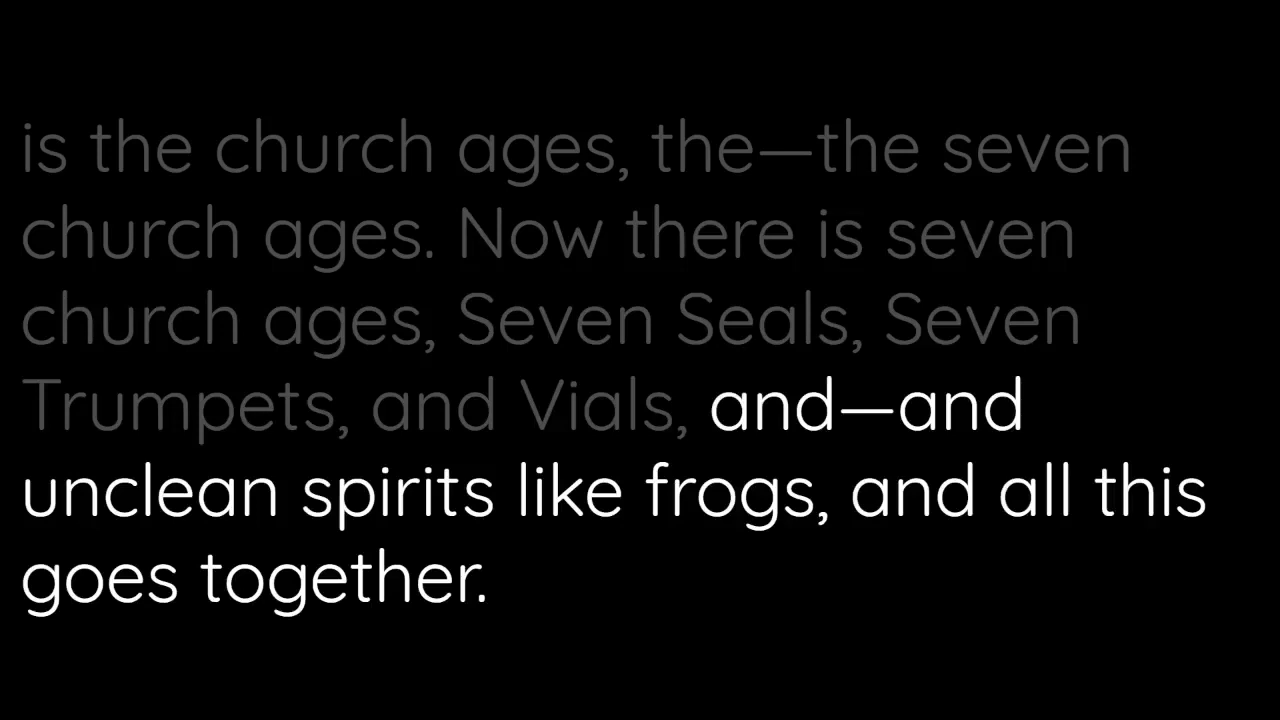 is the church ages, the—the seven
church ages. Now there is seven
church ages, Seven Seals, Seven
Trumpets, and Vials, and—and
unclean spirits like frogs, and all this
goes together.